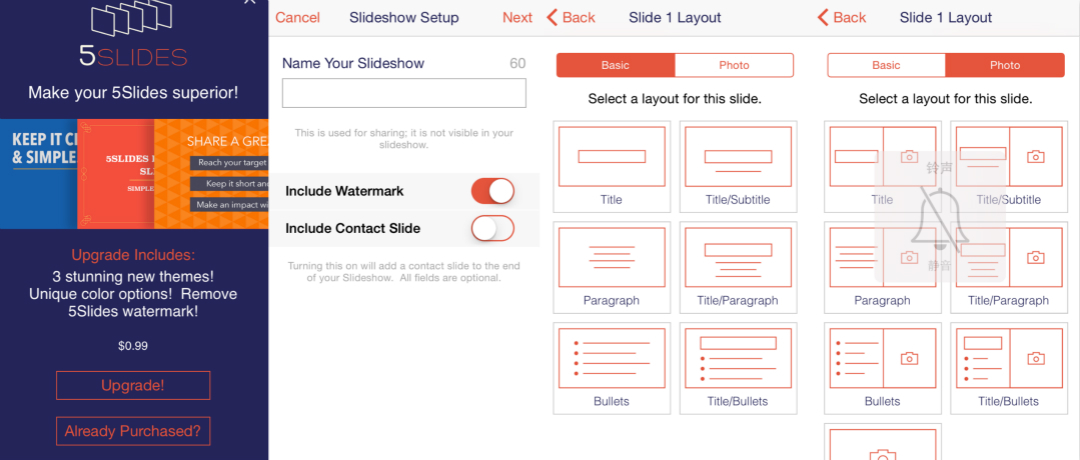 5SLIDES
Make your 5Slides superior!
KEEP IT
& SIMPLE
5SLIDES
SIMPLE
SHARE A
Reach your target
Keep it short
Make an impact
Upgrade Includes:
3 stunning new themes!
Unique color options! Remove
5Slides watermark!
$0.99
Upgrade!
Already Purchased?
Cancel
Slideshow Setup
Next
Name Your Slideshow
60
This is used for sharing; it is not visible in your
slideshow.
Include Watermark
Include Contact Slide
Turning this on will add a contact slide to the end
of your Slideshow. All fields are optional.
Back
Slide 1 Layout
Basic
Photo
Select a layout for this slide.
Title
Title/Subtitle
Paragraph
Title/Paragraph
Bullets
Title/Bullets
Back
Slide 1 Layout
Basic
Photo
Select a layout for this slide.
铃声
Title
Title/Subtitle
静音
Paragraph
Title/Paragraph
Bullets
Title/Bullets